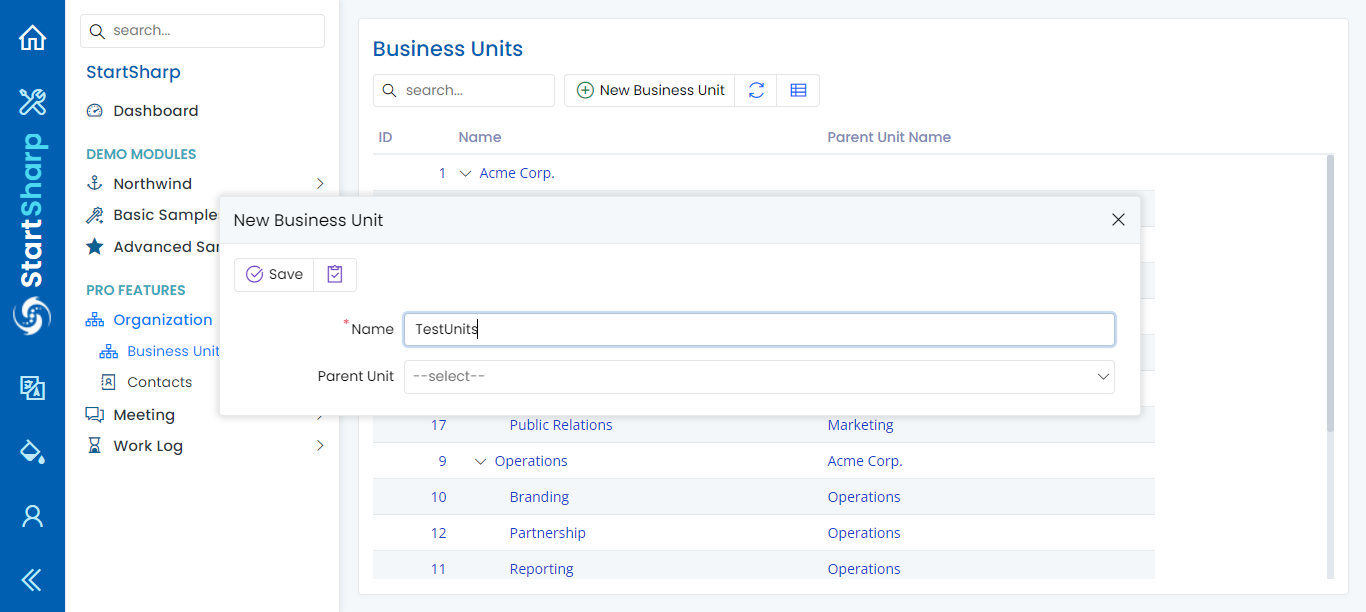 search...
StartSharp
Dashboard
DEMO MODULES
Northwind
Basic Sample
Advanced Sa
PRO FEATURES
Organization
Business Unit
Contacts
Meeting
Work Log
StartSharp
Business Units
search...
New Business Unit
ID Name Parent Unit Name
1 Acme Corp.
New Business Unit
Save
* Name TestUnits
Parent Unit --select--
17 Public Relations Marketing
9 Operations Acme Corp.
10 Branding Operations
12 Partnership Operations
11 Reporting Operations